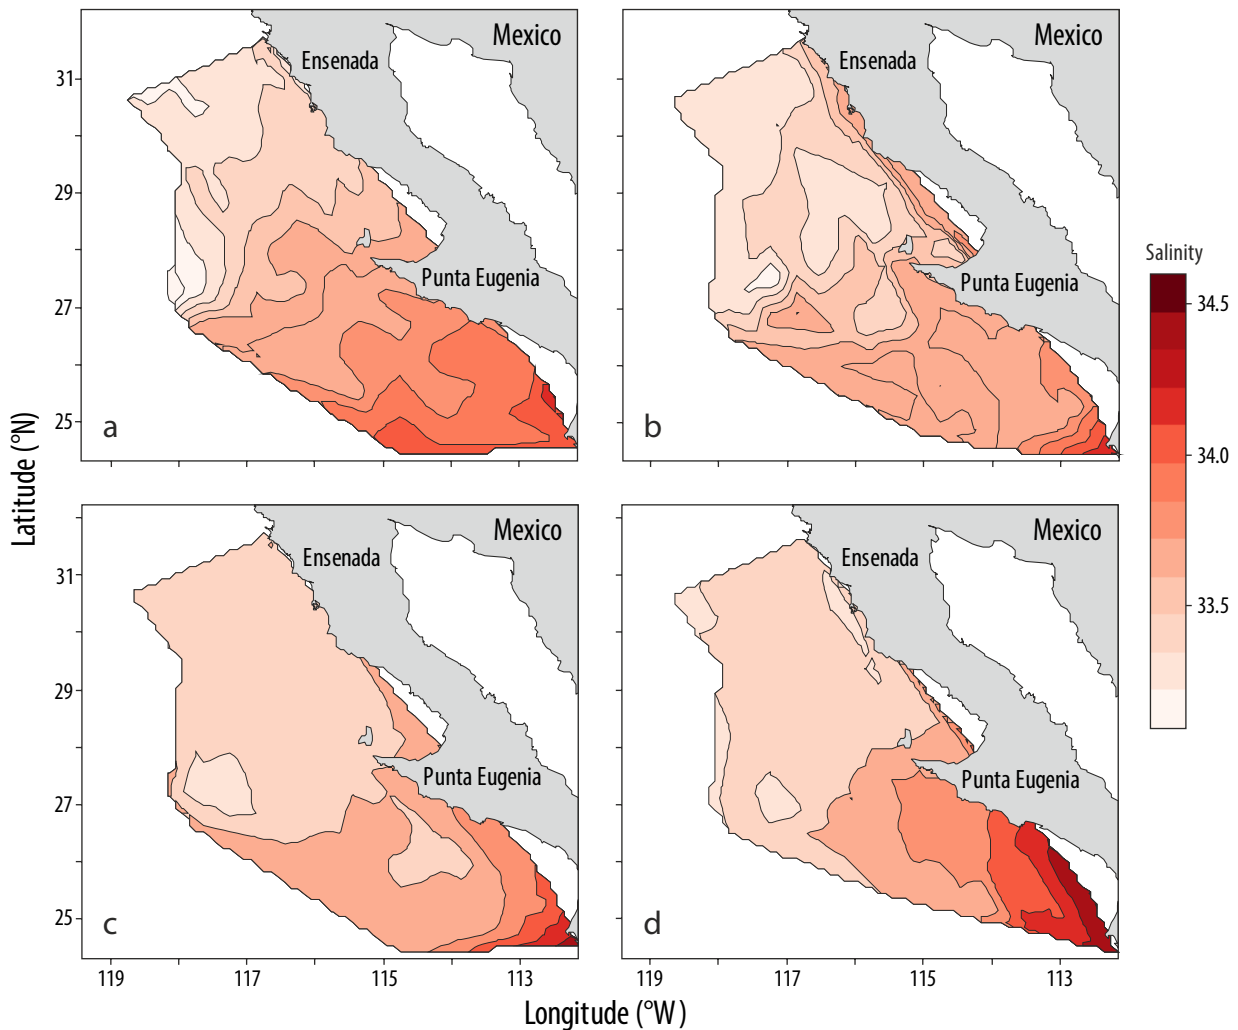 Mexico
Mexico
Ensenada
Ensenada
31
29
Punta Eugenia
Punta Eugenia
Salinity
27
34.5
25
a
b
34.0
Latitude (°N)
Mexico
Mexico
Ensenada
Ensenada
31
33.5
29
Punta Eugenia
Punta Eugenia
27
25
c
d
119
117
115
113
119
117
115
113
Longitude (°W)